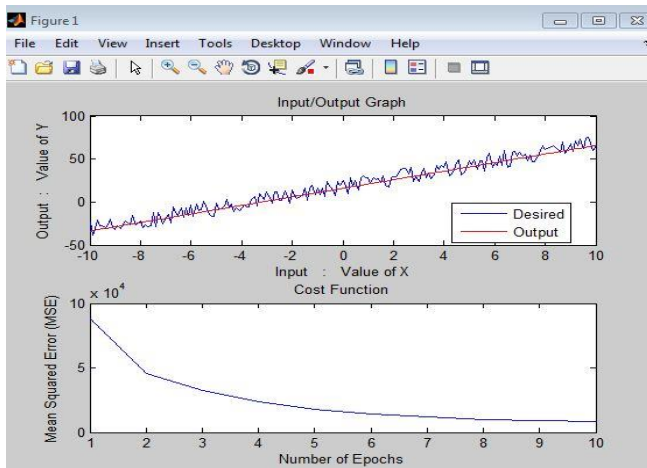 Figure 1
File Edit View Insert Tools Desktop Window Help
Input/Output Graph
Output : Value of Y
100
50
0
-50
-10 -8 -6 -4 -2 0 2 4 6 8 10
Desired
Output
Input : Value of X
Cost Function
x 10^4
Mean Squared Error (MSE)
10
5
0
1 2 3 4 5 6 7 8 9 10
Number of Epochs